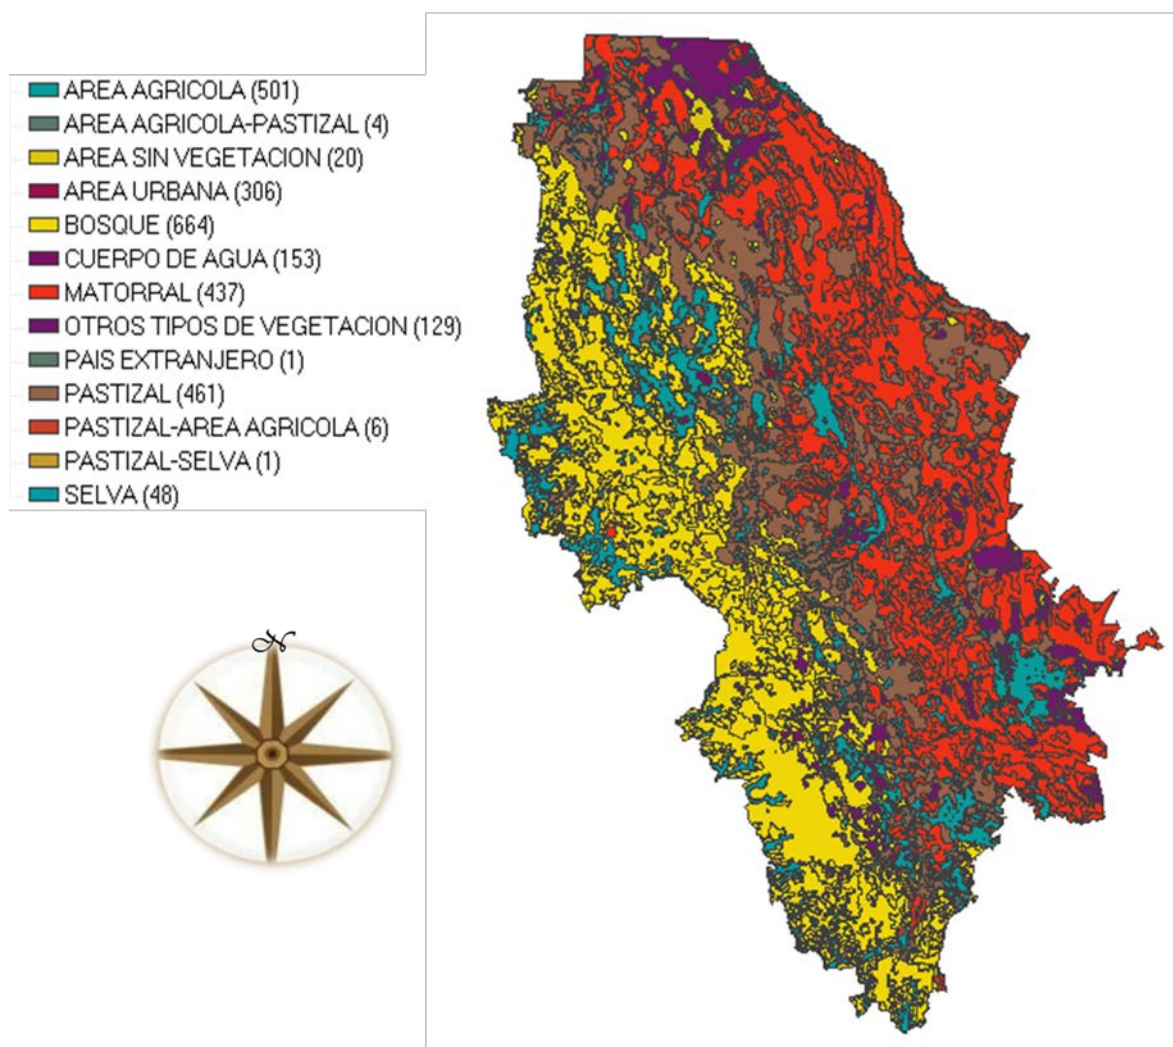 AREA AGRICOLA (501)
AREA AGRICOLA-PASTIZAL (4)
AREA SIN VEGETACION (20)
AREA URBANA (306)
BOSQUE (664)
CUERPO DE AGUA (153)
MATORRAL (437)
OTROS TIPOS DE VEGETACION (129)
PAIS EXTRANJERO (1)
PASTIZAL (461)
PASTIZAL-AREA AGRICOLA (6)
PASTIZAL-SELVA (1)
SELVA (48)
N